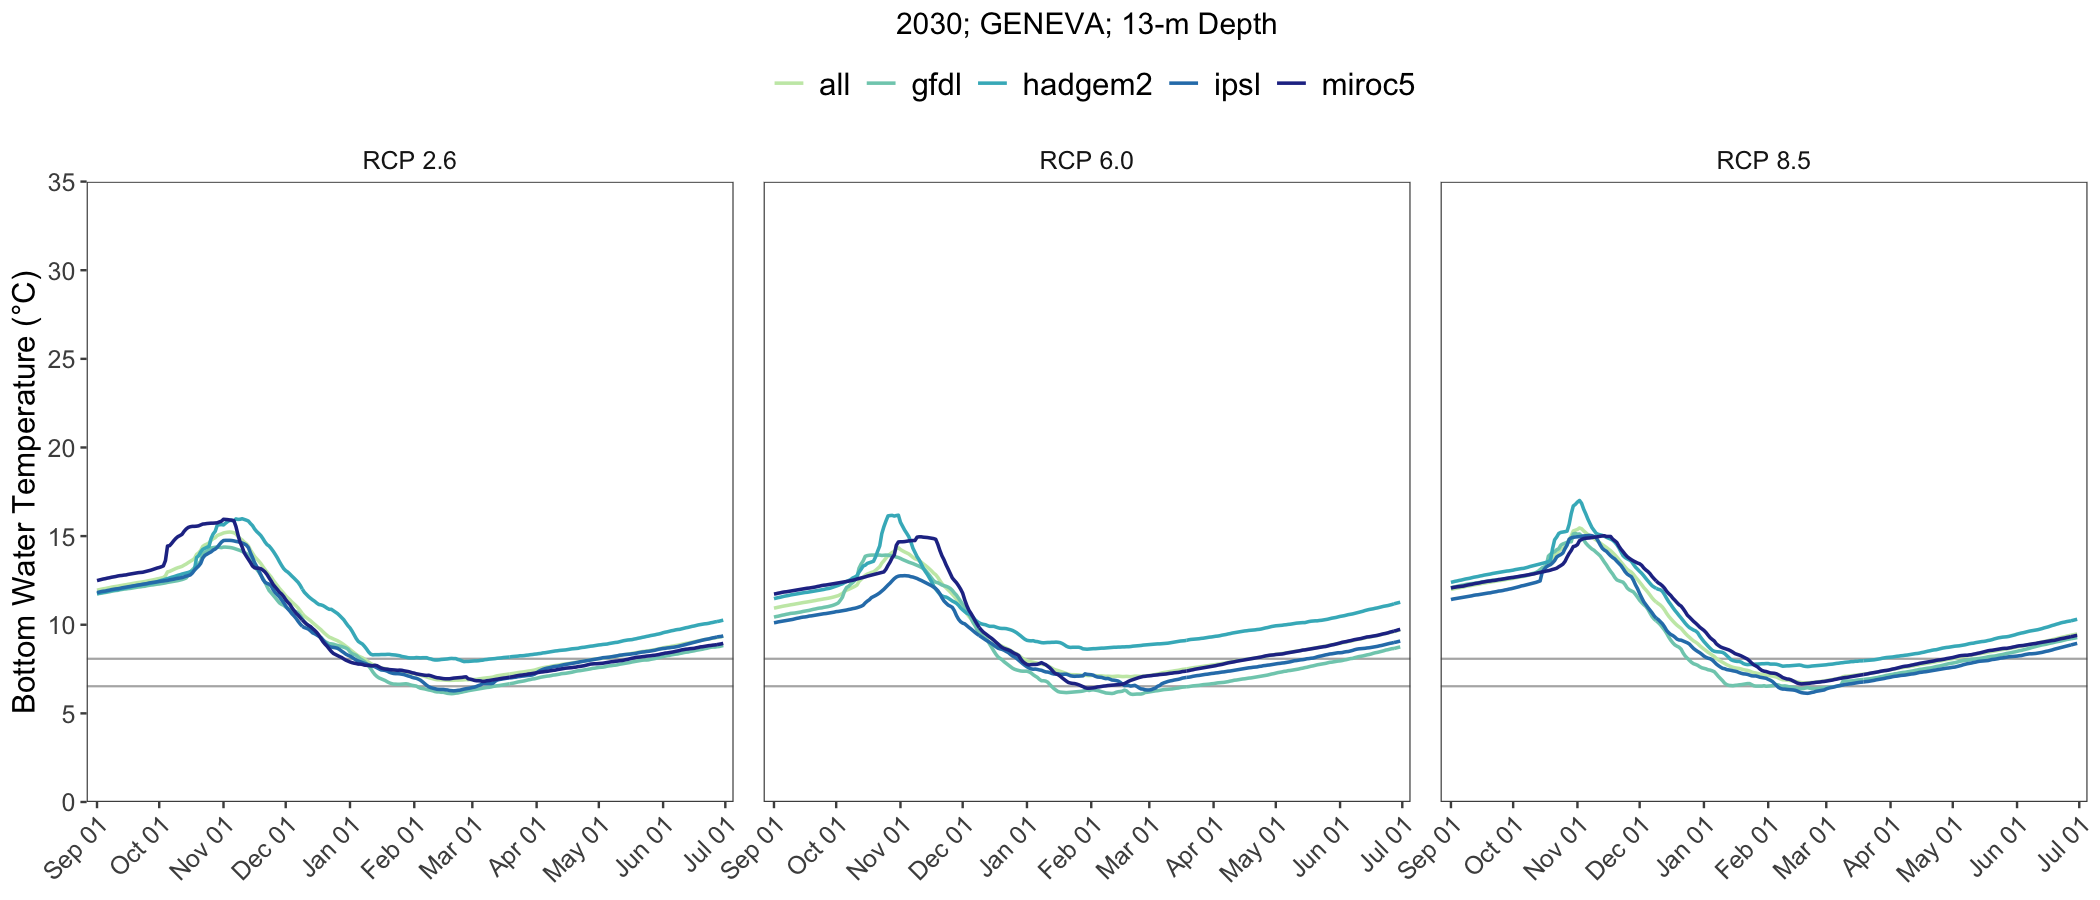 2030; GENEVA; 13-m Depth
all gfdl hadgem2 ipsl miroc5
RCP 2.6 RCP 6.0 RCP 8.5
Bottom Water Temperature (°C)
35
30
25
20
15
10
5
0
Sep 01 Oct 01 Nov 01 Dec 01 Jan 01 Feb 01 Mar 01 Apr 01 May 01 Jun 01 Jul 01 Sep 01 Oct 01 Nov 01 Dec 01 Jan 01 Feb 01 Mar 01 Apr 01 May 01 Jun 01 Jul 01 Sep 01 Oct 01 Nov 01 Dec 01 Jan 01 Feb 01 Mar 01 Apr 01 May 01 Jun 01 Jul 01